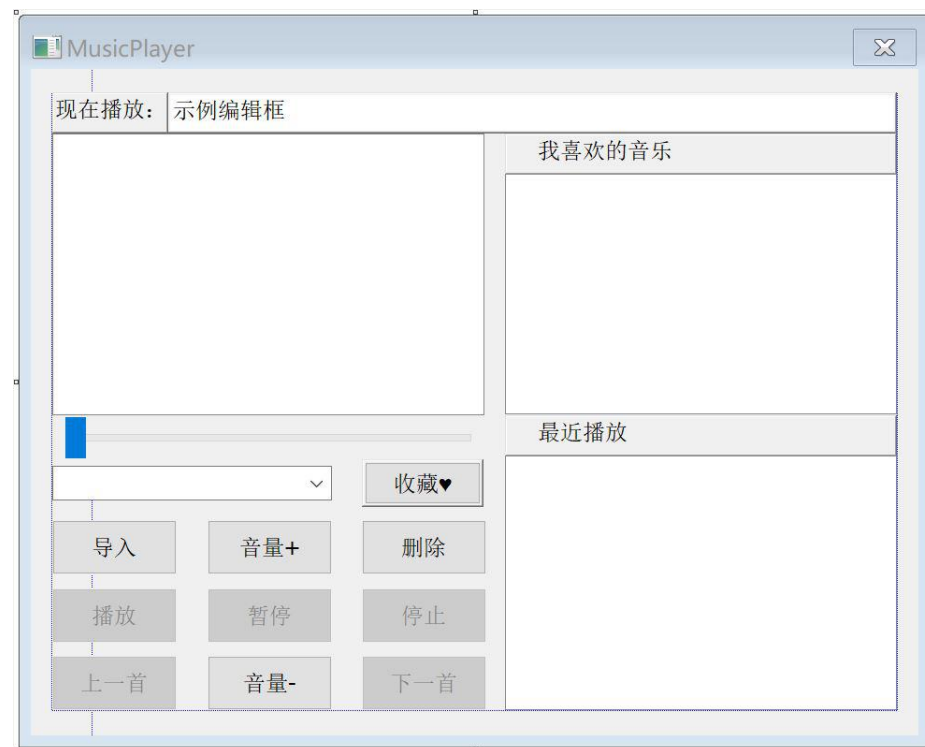 MusicPlayer
现在播放： 示例编辑框
我喜欢的音乐
最近播放
收藏♥
导入 音量+ 删除
播放 暂停 停止
上一首 音量- 下一首